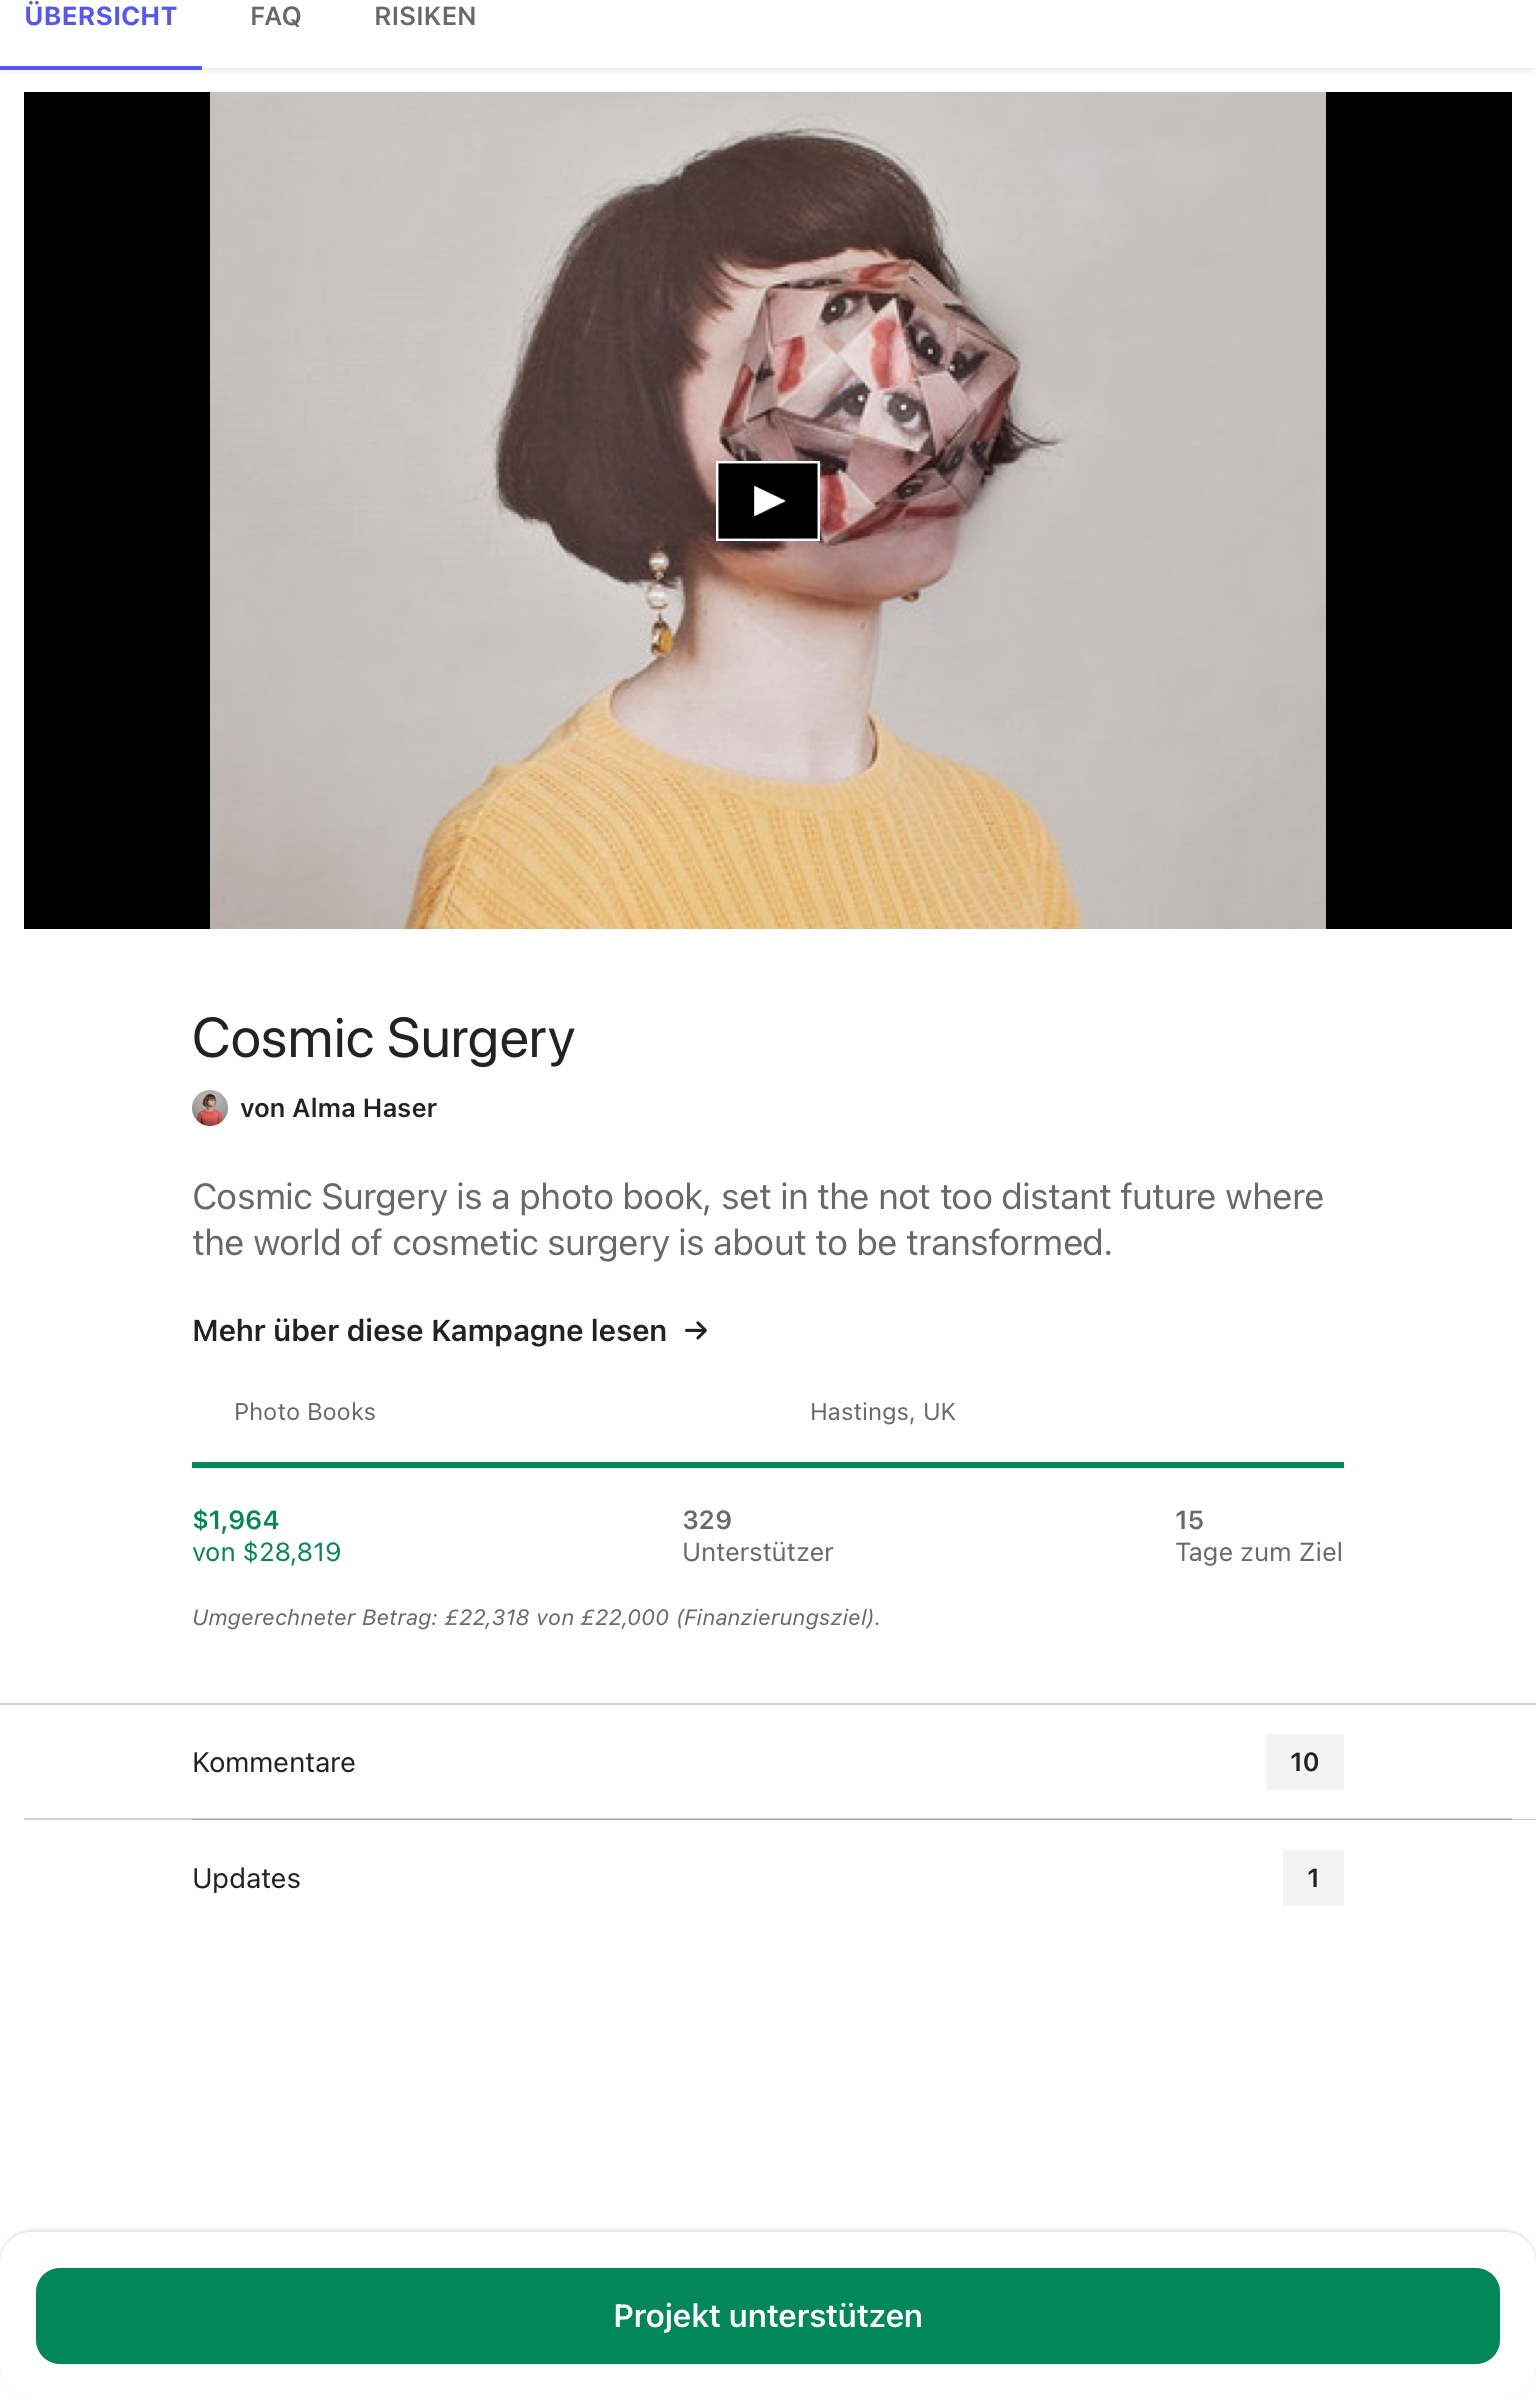 ÜBERSICHT
FAQ
RISIKEN
Cosmic Surgery
von Alma Haser
Cosmic Surgery is a photo book, set in the not too distant future where
the world of cosmetic surgery is about to be transformed.
Mehr über diese Kampagne lesen →
Photo Books
Hastings, UK
$1,964
von $28,819
329
Unterstützer
15
Tage zum Ziel
Umgerechneter Betrag: £22,318 von £22,000 (Finanzierungsziel).
Kommentare
10
Updates
1
Projekt unterstützen